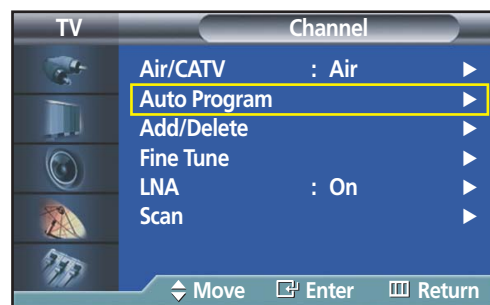 TV Channel
Air/CATV : Air
Auto Program
Add/Delete
Fine Tune
LNA : On
Scan
Move Enter Return